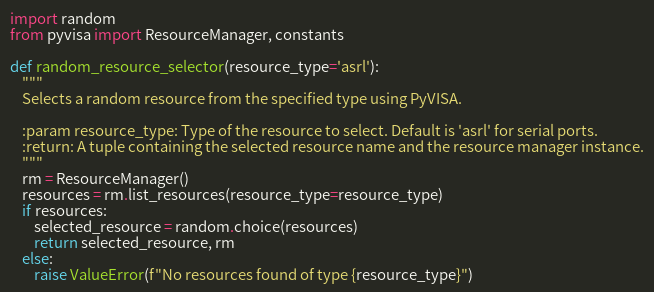 import random
from pyvisa import ResourceManager, constants

def random_resource_selector(resource_type='asrl'):
    """
    Selects a random resource from the specified type using PyVISA.

    :param resource_type: Type of the resource to select. Default is 'asrl' for serial ports.
    :return: A tuple containing the selected resource name and the resource manager instance.
    """
    rm = ResourceManager()
    resources = rm.list_resources(resource_type=resource_type)
    if resources:
        selected_resource = random.choice(resources)
        return selected_resource, rm
    else:
        raise ValueError(f"No resources found of type {resource_type}")